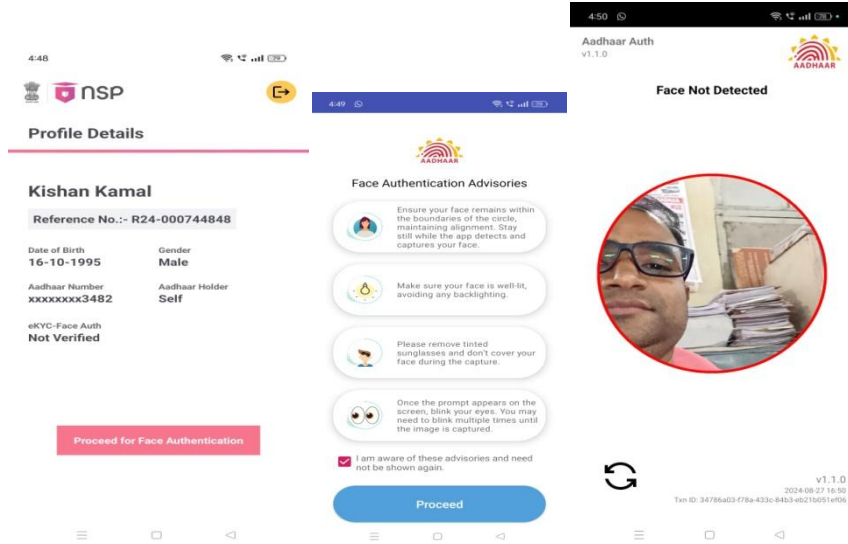 4:48
79
nsp
Profile Details
Kishan Kamal
Reference No.:- R24-000744848
Date of Birth
Gender
16-10-1995
Male
Aadhaar Number
Aadhaar Holder
xxxxxxxx3482
Self
eKYC-Face Auth
Not Verified
Proceed for Face Authentication
4:49
AADHAAR
Face Authentication Advisories
Ensure your face remains within
the boundaries of the circle,
maintaining alignment. Stay
still while the app detects and
captures your face.
Make sure your face is well-lit,
avoiding any backlighting.
Please remove tinted
sunglasses and don't cover your
face during the capture.
Once the prompt appears on the
screen, blink your eyes. You may
need to blink multiple times until
the image is captured.
I am aware of these advisories and need
not be shown again.
Proceed
4:50
Aadhaar Auth
v1.1.0
AADHAAR
Face Not Detected
v1.1.0
2024-08-27 16:50
Txn ID: 34786a03-f78a-433c-84b3-eb21b051ef06